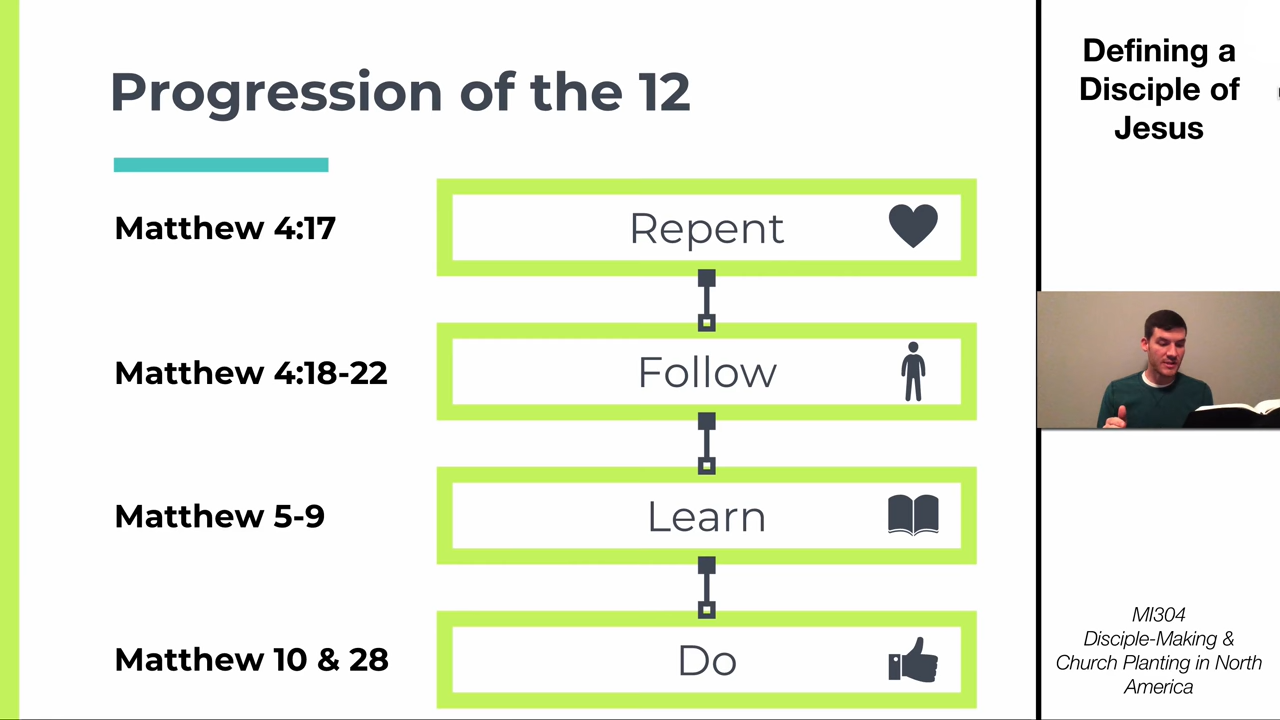 Progression of the 12
Matthew 4:17
Repent
Matthew 4:18-22
Follow
Matthew 5-9
Learn
Matthew 10 & 28
Do
Defining a
Disciple of
Jesus
MI304
Disciple-Making &
Church Planting in North
America